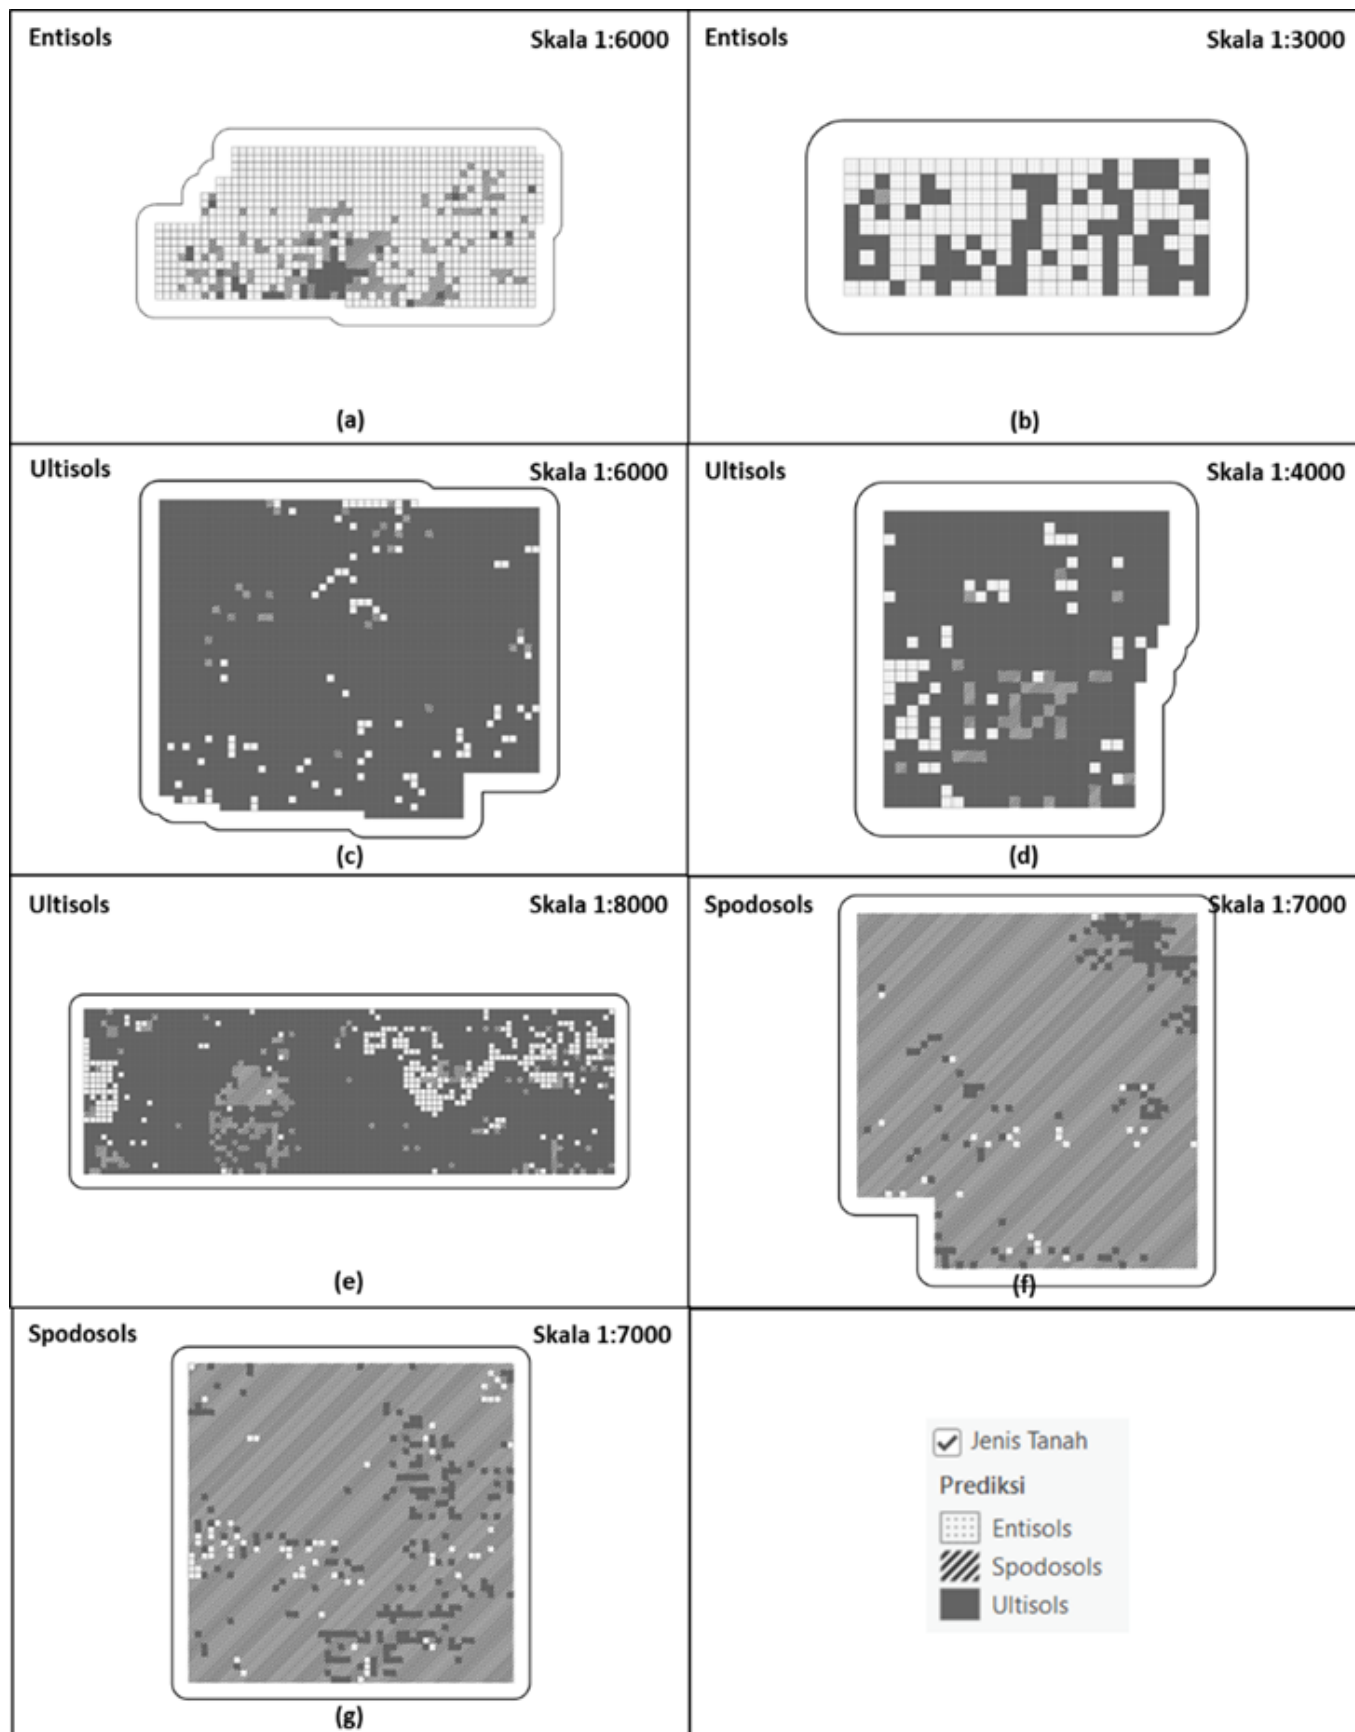 Entisols
Skala 1:6000
(a)
Entisols
Skala 1:3000
(b)
Ultisols
Skala 1:6000
(c)
Ultisols
Skala 1:4000
(d)
Ultisols
Skala 1:8000
(e)
Spodosols
Skala 1:7000
(f)
Spodosols
Skala 1:7000
(g)
Jenis Tanah
Prediksi
Entisols
Spodosols
Ultisols